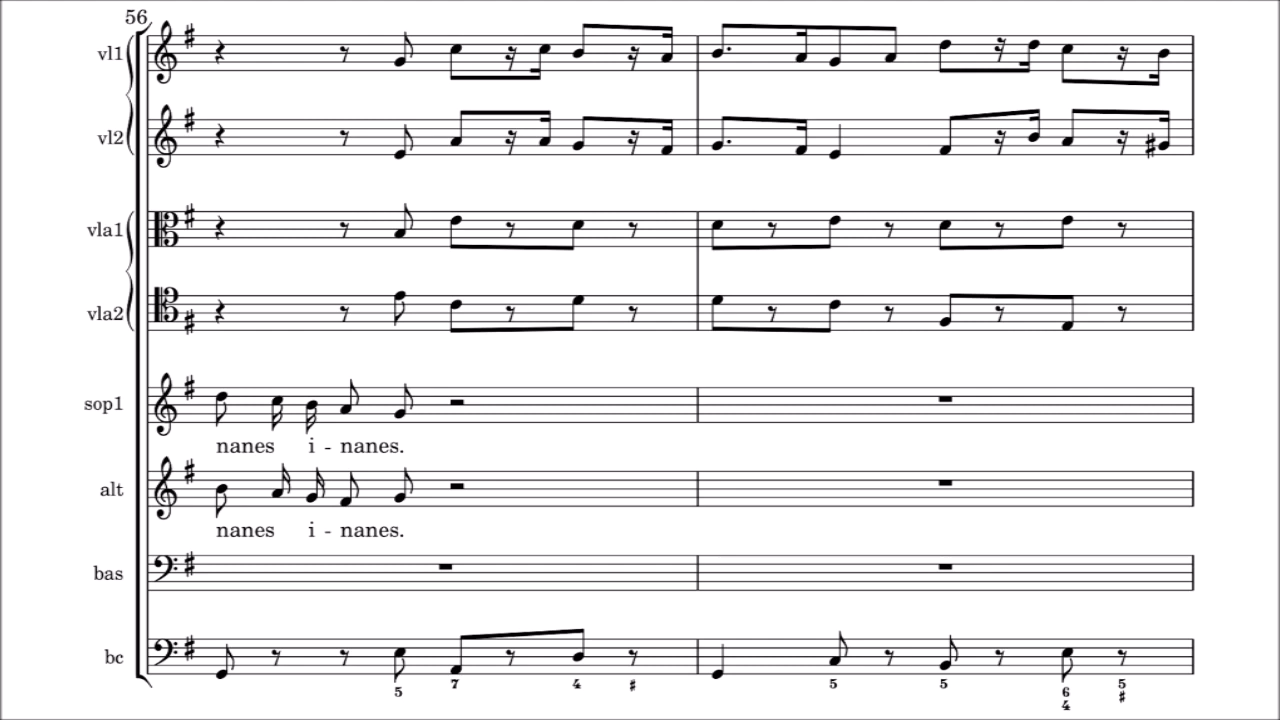 56
vl1
vl2
vla1
vla2
sop1
nanes i - nanes.
alt
nanes i - nanes.
bas
bc
5 7 4 ♯ 5 5 6 5
4 ♯